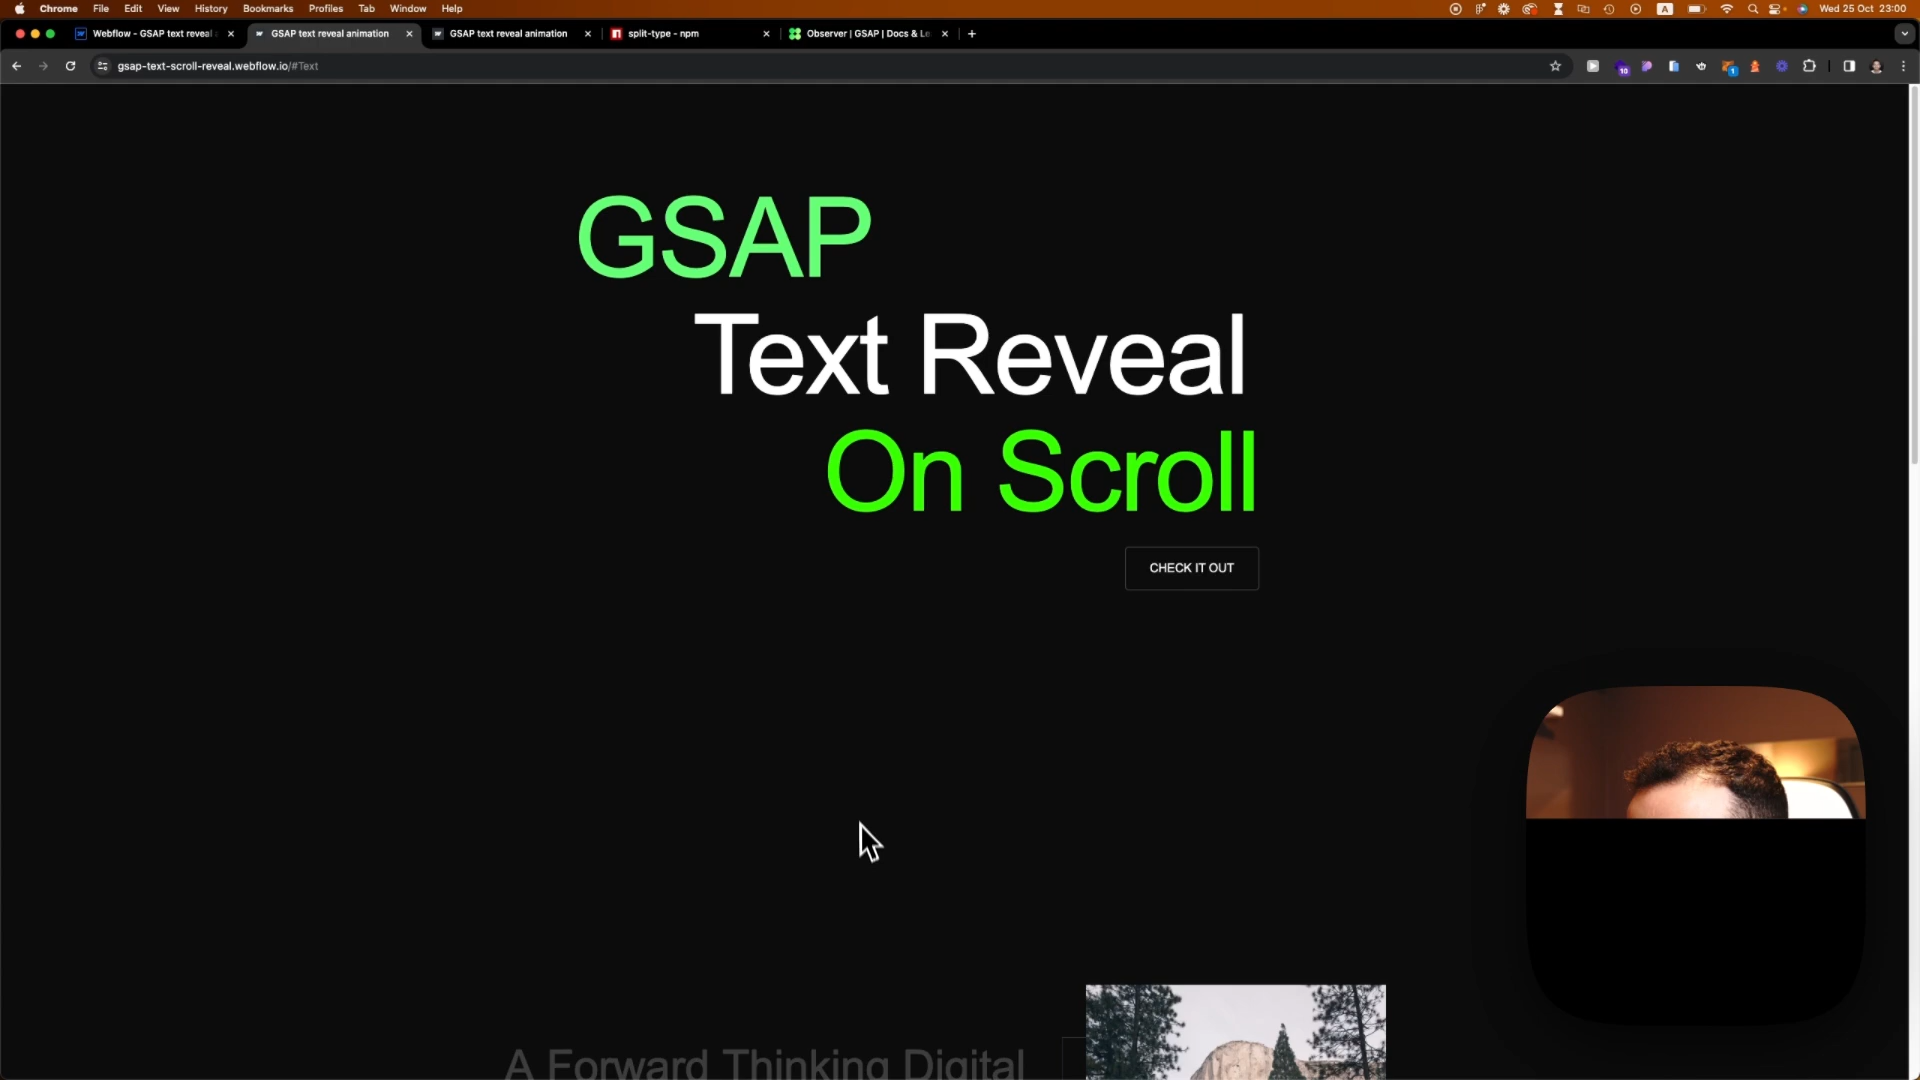 Chrome File Edit View History Bookmarks Profiles Tab Window Help A Wed 25 Oct 23:00
Webflow - GSAP text reveal GSAP text reveal animation GSAP text reveal animation split-type - npm Observer | GSAP | Docs & Le
gsap-text-scroll-reveal.webflow.io/#Text 10 1
GSAP
Text Reveal
On Scroll
CHECK IT OUT
A Forward Thinking Digital